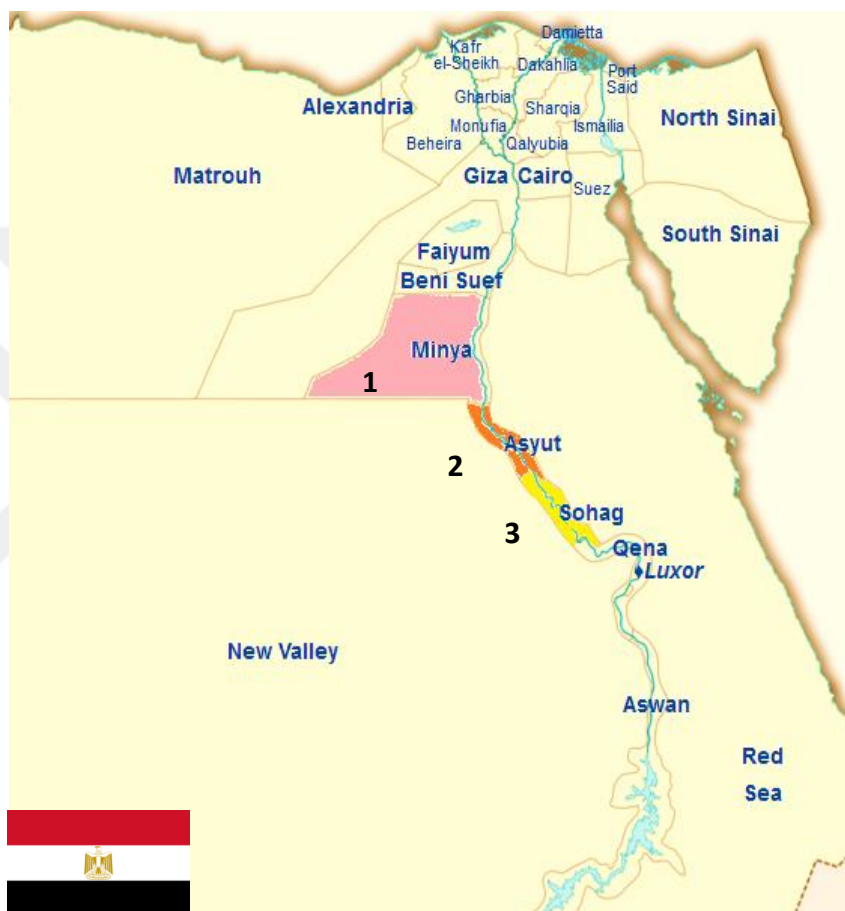 Damietta
Kafr
el-Sheikh
Dakahlia
Port
Said
Alexandria
Gharbia
Sharqia
North Sinai
Monufia
Ismailia
Beheira
Qalyubia
Matrouh
Giza
Cairo
Suez
South Sinai
Faiyum
Beni Suef
Minya
1
Asyut
2
Sohag
3
Qena
Luxor
New Valley
Aswan
Red
Sea